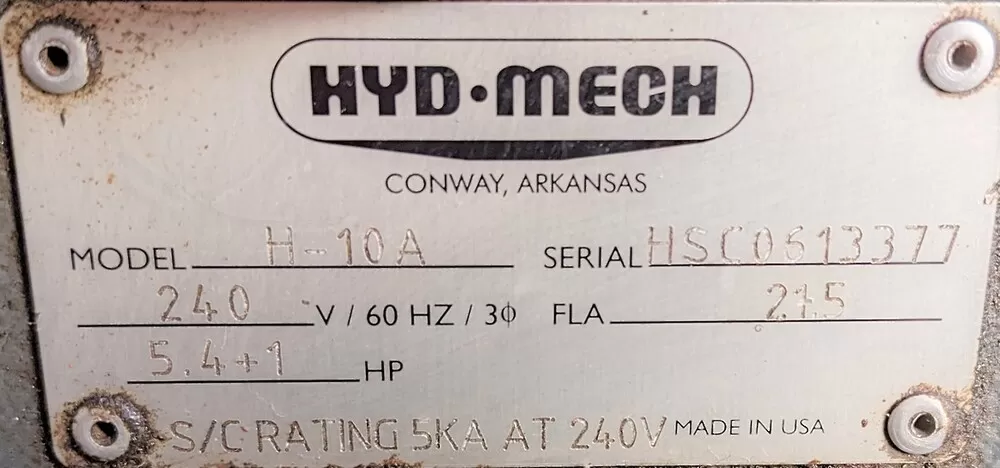 HYD·MECH
CONWAY, ARKANSAS
MODEL H-10A SERIAL HSC0613377
240 V / 60 HZ / 3ϕ FLA 21.5
5.4+1 HP
S/C RATING 5KA AT 240V MADE IN USA